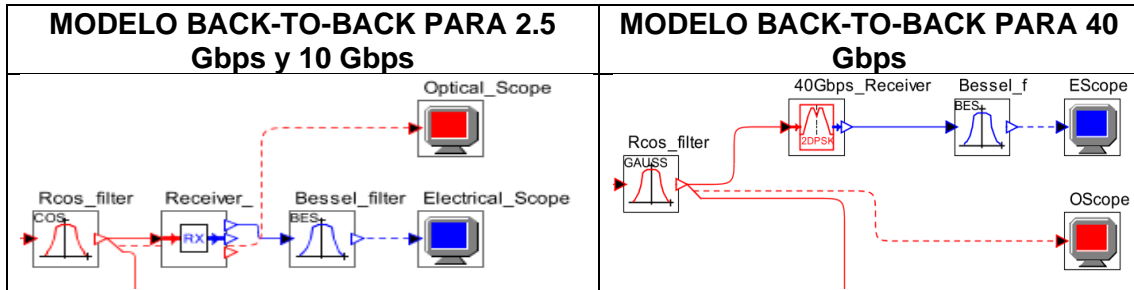 MODELO BACK-TO-BACK PARA 2.5
Gbps y 10 Gbps
MODELO BACK-TO-BACK PARA 40
Gbps
Optical_Scope
Rcos_filter
Receiver_
Bessel_filter
Electrical_Scope
COS
RX
BES
40Gbps_Receiver
Bessel_f
EScope
BES
2DPSK
Rcos_filter
GAUSS
OScope